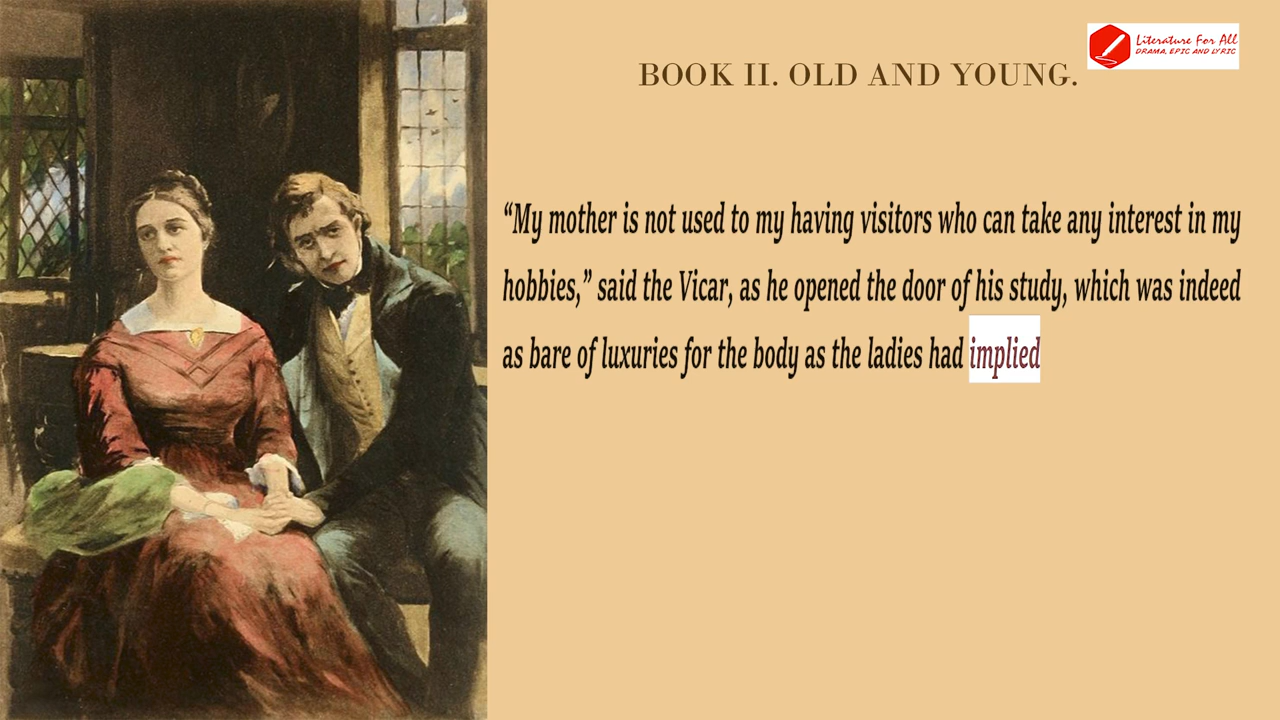 Literature For All
DRAMA, EPIC AND LYRIC
BOOK II. OLD AND YOUNG.
“My mother is not used to my having visitors who can take any interest in my
hobbies,” said the Vicar, as he opened the door of his study, which was indeed
as bare of luxuries for the body as the ladies had implied